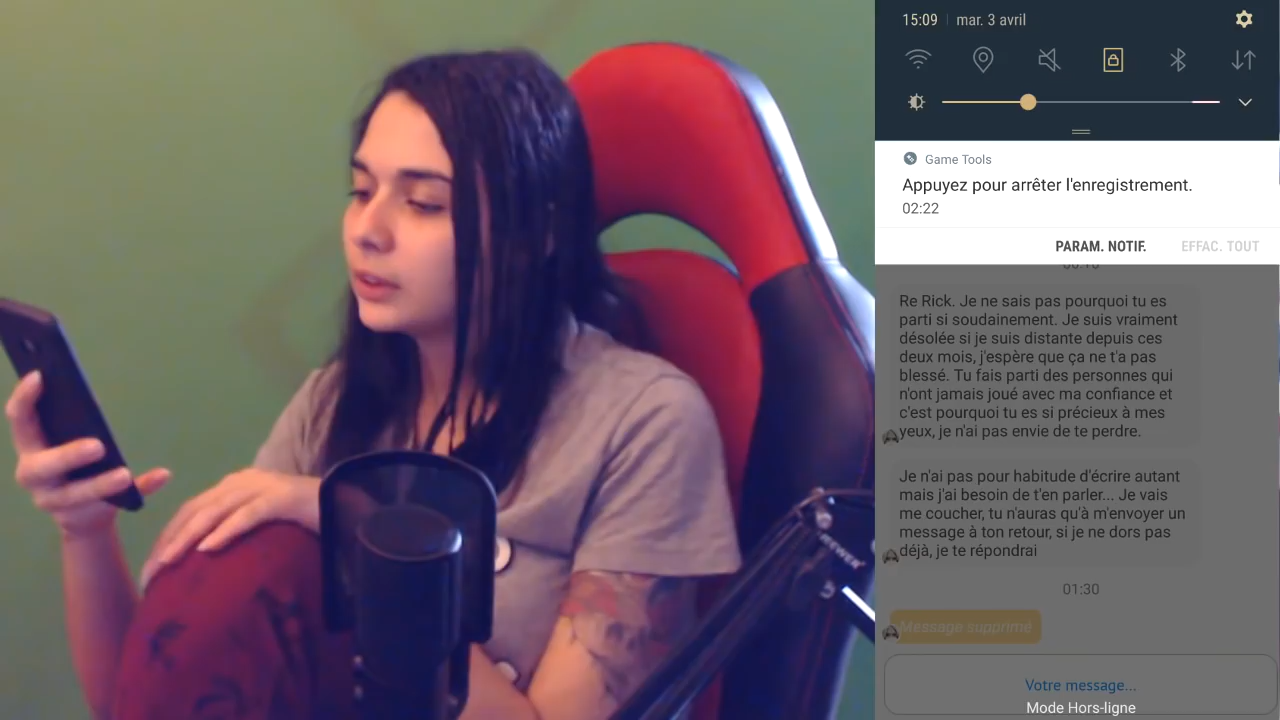 15:09 | mar. 3 avril
Game Tools
Appuyez pour arrêter l'enregistrement.
02:22
PARAM. NOTIF. EFFAC. TOUT
Re Rick. Je ne sais pas pourquoi tu es
parti si soudainement. Je suis vraiment
désolée si je suis distante depuis ces
deux mois, j'espère que ça ne t'a pas
blessé. Tu fais parti des personnes qui
n'ont jamais joué avec ma confiance et
c'est pourquoi tu es si précieux à mes
yeux, je n'ai pas envie de te perdre.
Je n'ai pas pour habitude d'écrire autant
mais j'ai besoin de t'en parler... Je vais
me coucher, tu n'auras qu'à m'envoyer un
message à ton retour, si je ne dors pas
déjà, je te répondrai
01:30
Message supprimé
Votre message...
Mode Hors-ligne